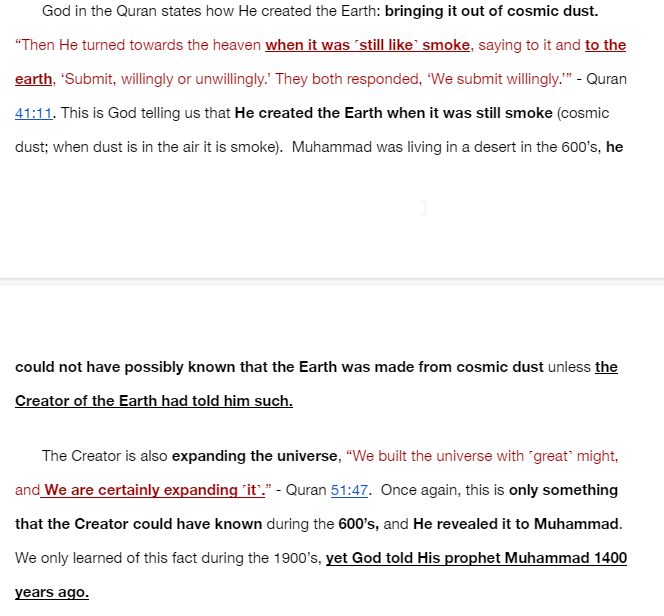 God in the Quran states how He created the Earth: bringing it out of cosmic dust.
“Then He turned towards the heaven when it was ˹still like˺ smoke, saying to it and to the
earth, ‘Submit, willingly or unwillingly.’ They both responded, ‘We submit willingly.’” - Quran
41:11. This is God telling us that He created the Earth when it was still smoke (cosmic
dust; when dust is in the air it is smoke).  Muhammad was living in a desert in the 600’s, he
could not have possibly known that the Earth was made from cosmic dust unless the
Creator of the Earth had told him such.
The Creator is also expanding the universe, “We built the universe with ˹great˺ might,
and We are certainly expanding ˹it˺.” - Quran 51:47.  Once again, this is only something
that the Creator could have known during the 600’s, and He revealed it to Muhammad.
We only learned of this fact during the 1900’s, yet God told His prophet Muhammad 1400
years ago.